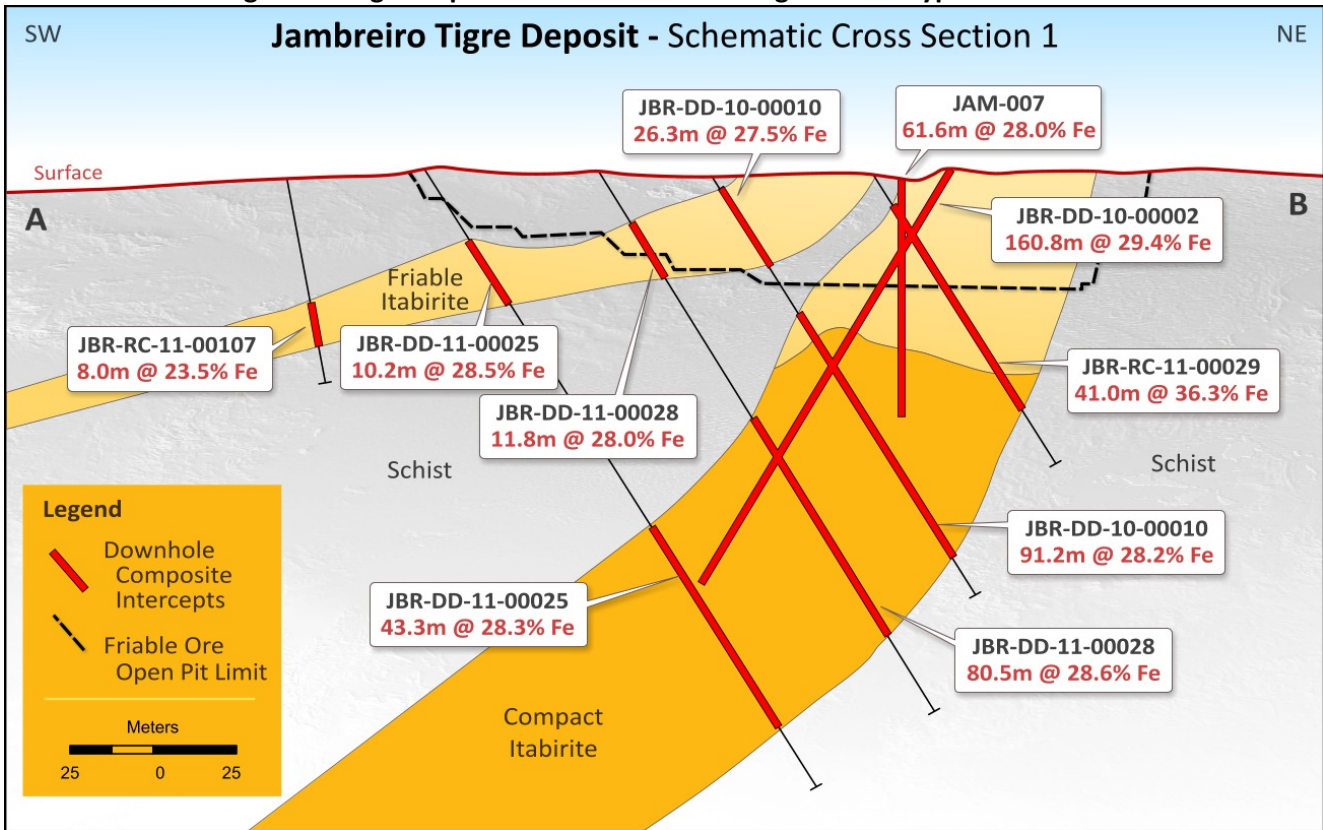 SW
Jambreiro Tigre Deposit - Schematic Cross Section 1
NE
JBR-DD-10-00010
26.3m @ 27.5% Fe
JAM-007
61.6m @ 28.0% Fe
Surface
A
B
JBR-DD-10-00002
160.8m @ 29.4% Fe
Friable
Itabirite
JBR-RC-11-00107
8.0m @ 23.5% Fe
JBR-DD-11-00025
10.2m @ 28.5% Fe
JBR-RC-11-00029
41.0m @ 36.3% Fe
JBR-DD-11-00028
11.8m @ 28.0% Fe
Schist
Schist
Legend
Downhole
Composite
Intercepts
Friable Ore
Open Pit Limit
Meters
25 0 25
JBR-DD-10-00010
91.2m @ 28.2% Fe
JBR-DD-11-00025
43.3m @ 28.3% Fe
JBR-DD-11-00028
80.5m @ 28.6% Fe
Compact
Itabirite